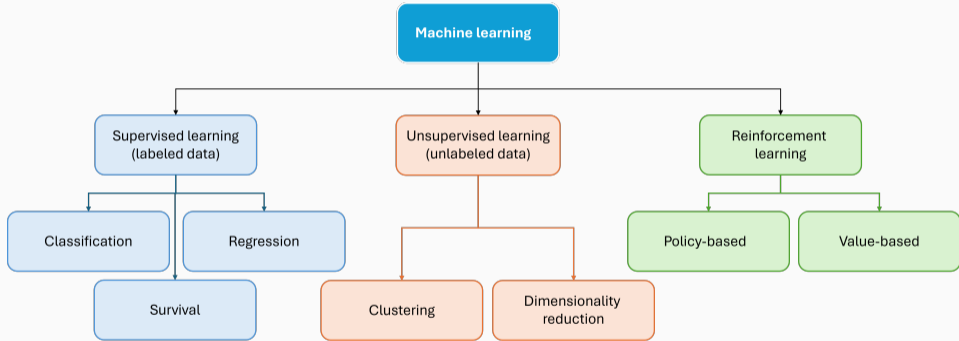 Machine learning
Supervised learning
(labeled data)
Unsupervised learning
(unlabeled data)
Reinforcement
learning
Classification
Regression
Survival
Clustering
Dimensionality
reduction
Policy-based
Value-based